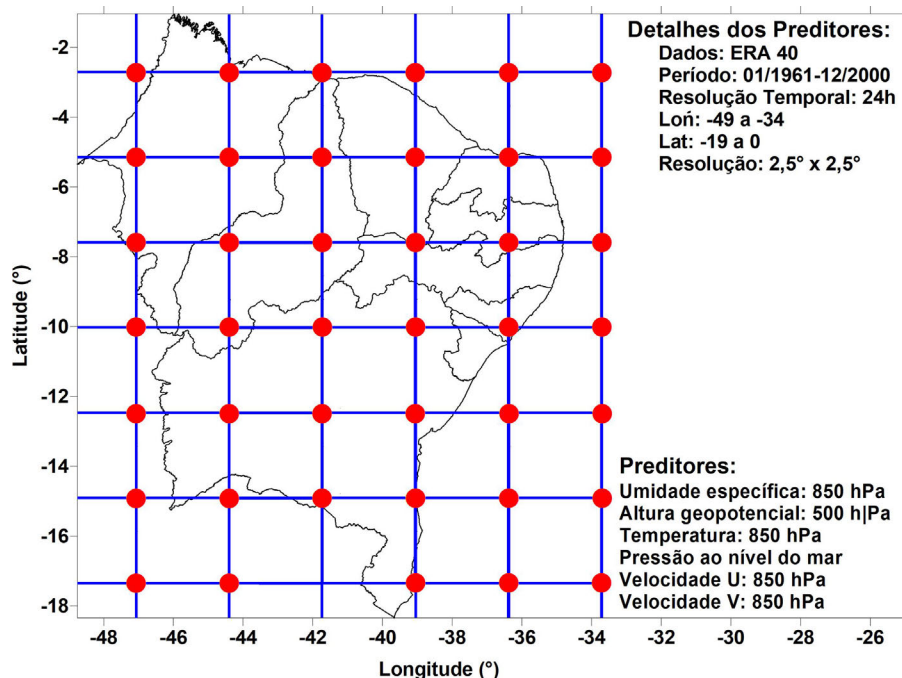 Detalhes dos Preditores:
Dados: ERA 40
Período: 01/1961-12/2000
Resolução Temporal: 24h
Loń: -49 a -34
Lat: -19 a 0
Resolução: 2,5° x 2,5°
-2
-4
-6
-8
-10
-12
-14
-16
-18
Latitude (°)
Preditores:
Umidade específica: 850 hPa
Altura geopotencial: 500 h|Pa
Temperatura: 850 hPa
Pressão ao nível do mar
Velocidade U: 850 hPa
Velocidade V: 850 hPa
-48 -46 -44 -42 -40 -38 -36 -34 -32 -30 -28 -26
Longitude (°)